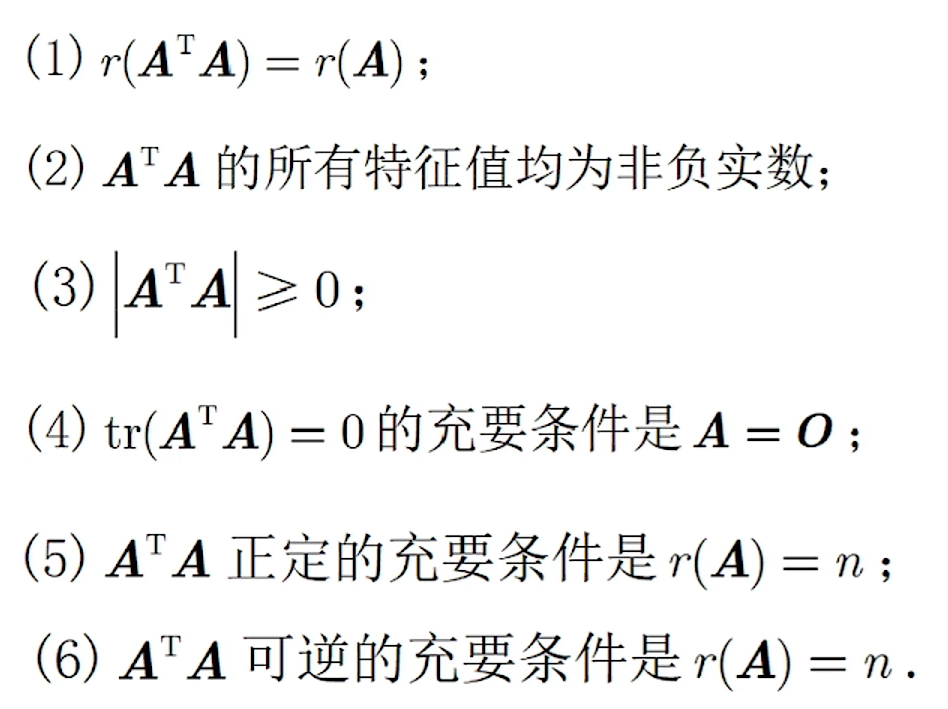 (1) r(AᵀA) = r(A)；
(2) AᵀA 的所有特征值均为非负实数；
(3) |AᵀA| ⩾ 0；
(4) tr(AᵀA) = 0 的充要条件是 A = O；
(5) AᵀA 正定的充要条件是 r(A) = n；
(6) AᵀA 可逆的充要条件是 r(A) = n .